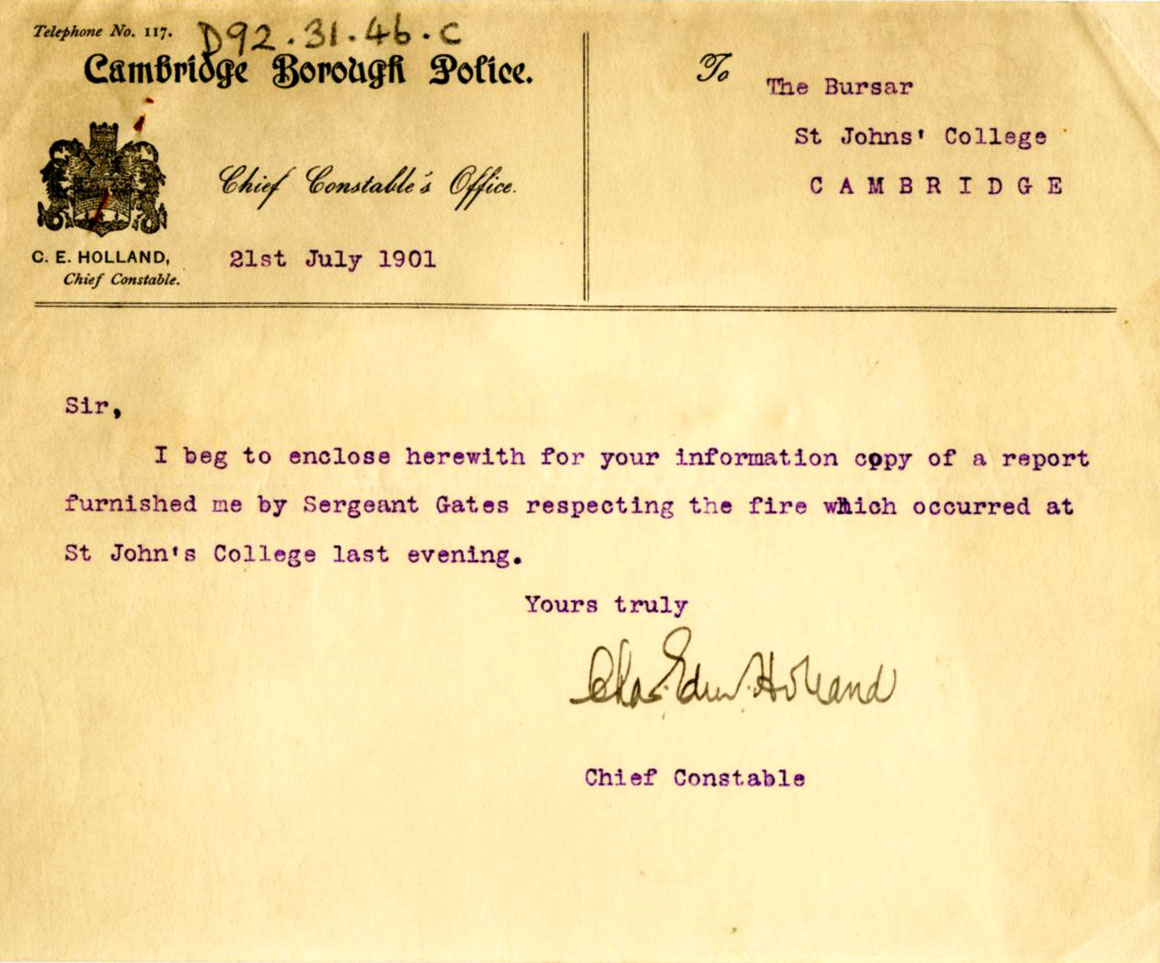 Telephone No. 117.
D92.31.46.C
Cambridge Borough Police.
Chief Constable's Office.
C. E. HOLLAND,
Chief Constable.
21st July 1901
To
The Bursar
St Johns' College
CAMBRIDGE
Sir,
I beg to enclose herewith for your information copy of a report
furnished me by Sergeant Gates respecting the fire which occurred at
St John's College last evening.
Yours truly
Chas. Edw. Holland
Chief Constable